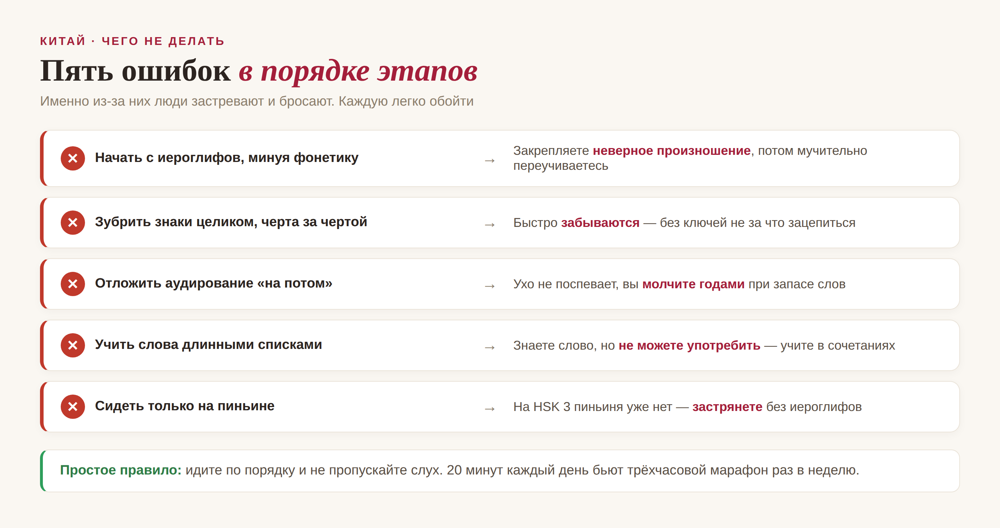 КИТАЙ · ЧЕГО НЕ ДЕЛАТЬ
Пять ошибок в порядке этапов
Именно из-за них люди застревают и бросают. Каждую легко обойти
✕ Начать с иероглифов, минуя фонетику → Закрепляете неверное произношение, потом мучительно
переучиваетесь
✕ Зубрить знаки целиком, черта за чертой → Быстро забываются — без ключей не за что зацепиться
✕ Отложить аудирование «на потом» → Ухо не поспевает, вы молчите годами при запасе слов
✕ Учить слова длинными списками → Знаете слово, но не можете употребить — учите в сочетаниях
✕ Сидеть только на пиньине → На HSK 3 пиньиня уже нет — застрянете без иероглифов
Простое правило: идите по порядку и не пропускайте слух. 20 минут каждый день бьют трёхчасовой марафон раз в неделю.